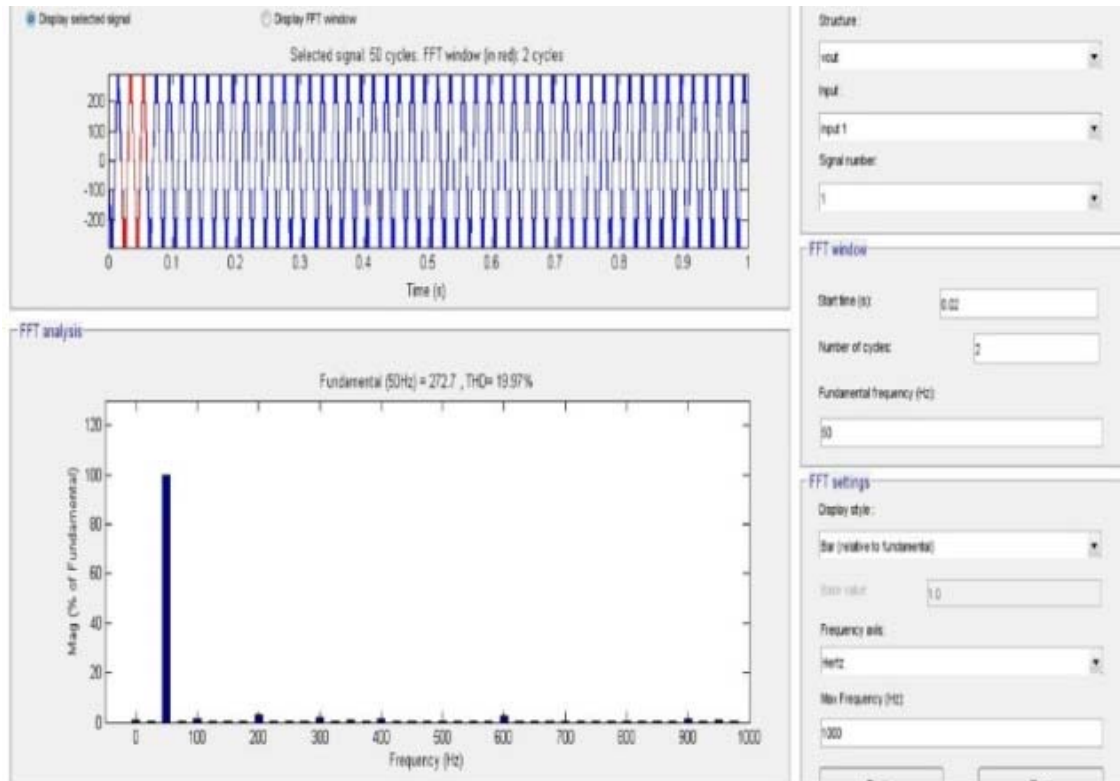 Display selected signal
Display FFT window
Selected signal: 50 cycles. FFT window (in red): 2 cycles
200
100
0
-100
-200
0 0.1 0.2 0.3 0.4 0.5 0.6 0.7 0.8 0.9 1
Time (s)
FFT analysis
Fundamental (50Hz) = 272.7 , THD= 19.97%
120
100
80
60
40
20
0
Mag (% of Fundamental)
0 100 200 300 400 500 600 700 800 900 1000
Frequency (Hz)
Structure :
vout
Input :
input 1
Signal number:
1
FFT window
Start time (s): 0.02
Number of cycles: 2
Fundamental frequency (Hz):
50
FFT settings
Display style :
Bar (relative to fundamental)
Base value: 1.0
Frequency axis:
Hertz
Max Frequency (Hz):
1000